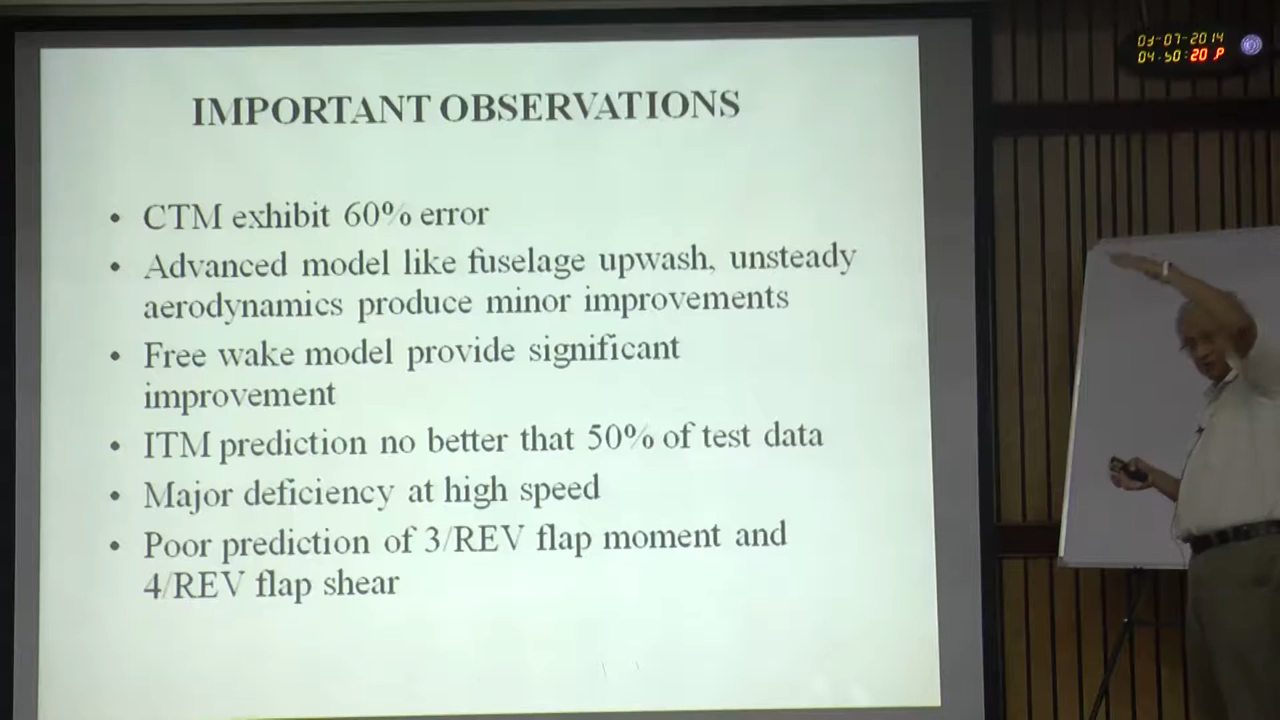 IMPORTANT OBSERVATIONS
• CTM exhibit 60% error
• Advanced model like fuselage upwash, unsteady
aerodynamics produce minor improvements
• Free wake model provide significant
improvement
• ITM prediction no better that 50% of test data
• Major deficiency at high speed
• Poor prediction of 3/REV flap moment and
4/REV flap shear
03-07-2014
04:50:20 P